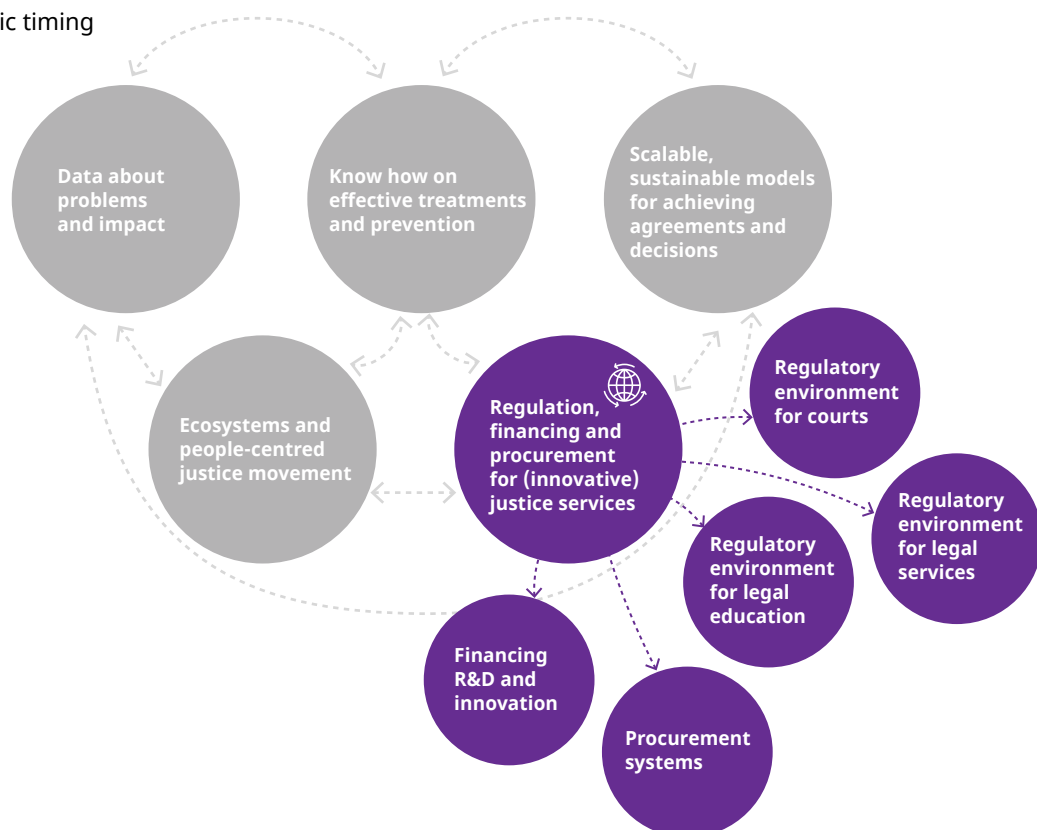 ic timing
Data about
problems
and impact
Know how on
effective treatments
and prevention
Scalable,
sustainable models
for achieving
agreements and
decisions
Ecosystems and
people-centred
justice movement
Regulation,
financing and
procurement
for (innovative)
justice services
Regulatory
environment
for courts
Regulatory
environment
for legal
services
Regulatory
environment
for legal
education
Financing
R&D and
innovation
Procurement
systems